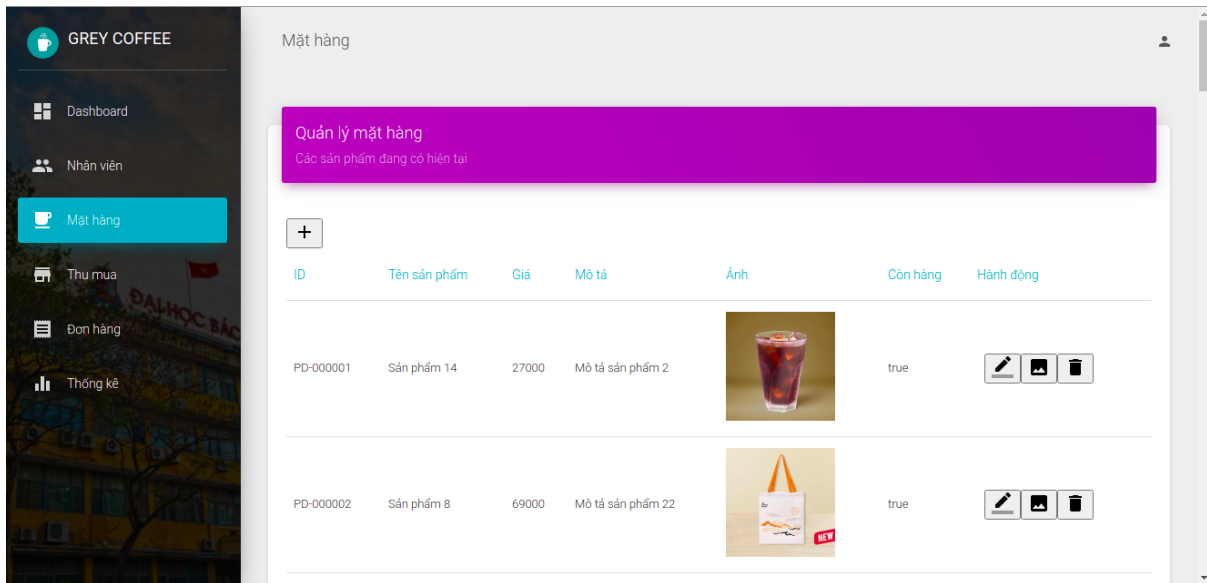 GREY COFFEE
Mặt hàng
Dashboard
Nhân viên
Mặt hàng
Thu mua
Đơn hàng
Thống kê
ĐẠI HỌC BÁC
Quản lý mặt hàng
Các sản phẩm đang có hiện tại
+
ID Tên sản phẩm Giá Mô tả Ảnh Còn hàng Hành động
PD-000001 Sản phẩm 14 27000 Mô tả sản phẩm 2 true
PD-000002 Sản phẩm 8 69000 Mô tả sản phẩm 22 true
NEW